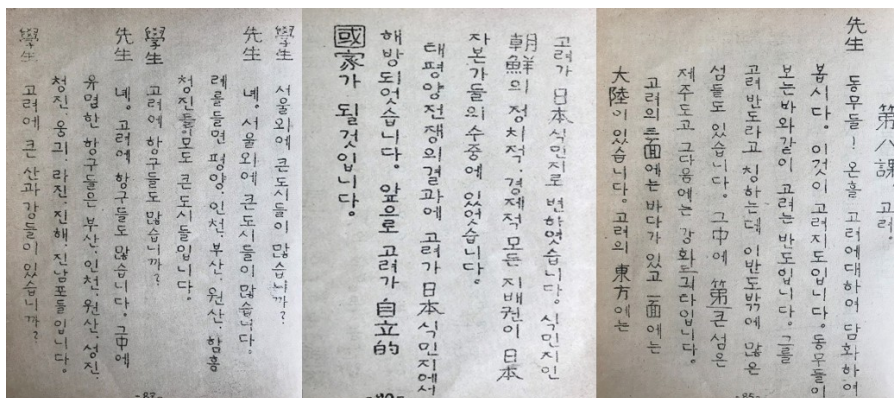 第八課 고려.
先生 동무들! 온흘 고려에대하여 담화하여
봅시다. 이것이 고려지도입니다. 동무들이
보는바와같이 고려는 반도입니다. 그를
고려반도라고 칭하는데 이반도밖에 많은
섬들도 있습니다. 그中에 第큰섬은
제주도고 그다음에는 강화도거
고려의 三面에는 바다가 있고 一面에는
大陸이 있습니다. 고려의 東方에는
-85-
고려가 日本식민지로 변하엿습니다. 식민지인
朝鮮의 정치적, 경제적 모든 지배권이 日本
자본가들의 수중에 있었습니다.
태평양전쟁의결과에 고려가 日本식민지에서
해방되었습니다. 앞으로 고려가 自立的
國家가 될것입니다.
學生 서울외에 큰도시들이 많습니까?
先生 녜. 서울외에 큰도시들이 많습니다.
례를들면 평양, 인천, 부산, 원산, 함흥
청진들모도 큰도시들입니다.
學生 고려에 항구들도 많습니까?
先生 녜. 고려에 항구들도 많습니다. 그中에
유명한 항구들은 부산, 인천, 원산, 성진,
청진, 웅긔, 라진, 진해, 진남포들입니다.
學生 고려에 큰 산과 강들이 있습니까?